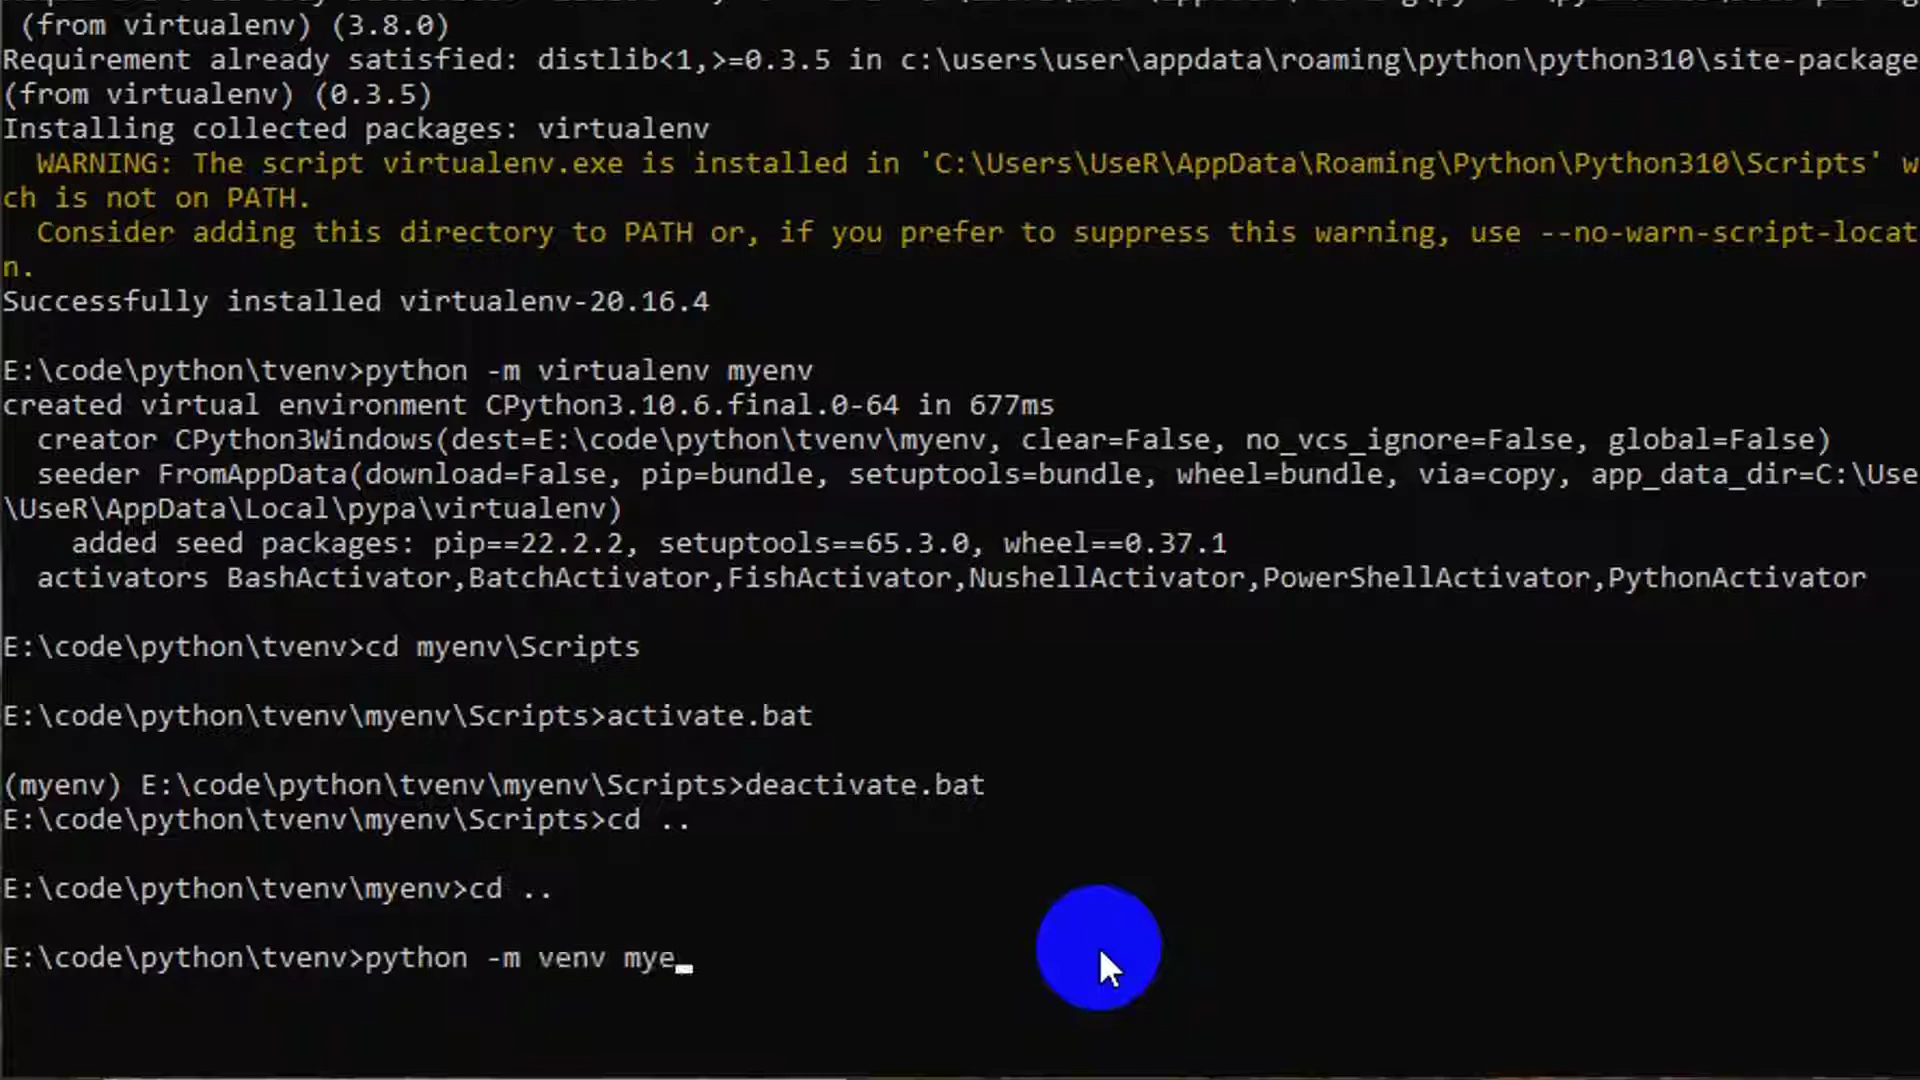 (from virtualenv) (3.8.0)
Requirement already satisfied: distlib<1,>=0.3.5 in c:\users\user\appdata\roaming\python\python310\site-package
(from virtualenv) (0.3.5)
Installing collected packages: virtualenv
WARNING: The script virtualenv.exe is installed in 'C:\Users\UseR\AppData\Roaming\Python\Python310\Scripts' w
ch is not on PATH.
Consider adding this directory to PATH or, if you prefer to suppress this warning, use --no-warn-script-locat
n.
Successfully installed virtualenv-20.16.4
E:\code\python\tvenv>python -m virtualenv myenv
created virtual environment CPython3.10.6.final.0-64 in 677ms
creator CPython3Windows(dest=E:\code\python\tvenv\myenv, clear=False, no_vcs_ignore=False, global=False)
seeder FromAppData(download=False, pip=bundle, setuptools=bundle, wheel=bundle, via=copy, app_data_dir=C:\Use
\UseR\AppData\Local\pypa\virtualenv)
added seed packages: pip==22.2.2, setuptools==65.3.0, wheel==0.37.1
activators BashActivator,BatchActivator,FishActivator,NushellActivator,PowerShellActivator,PythonActivator
E:\code\python\tvenv>cd myenv\Scripts
E:\code\python\tvenv\myenv\Scripts>activate.bat
(myenv) E:\code\python\tvenv\myenv\Scripts>deactivate.bat
E:\code\python\tvenv\myenv\Scripts>cd ..
E:\code\python\tvenv\myenv>cd ..
E:\code\python\tvenv>python -m venv mye